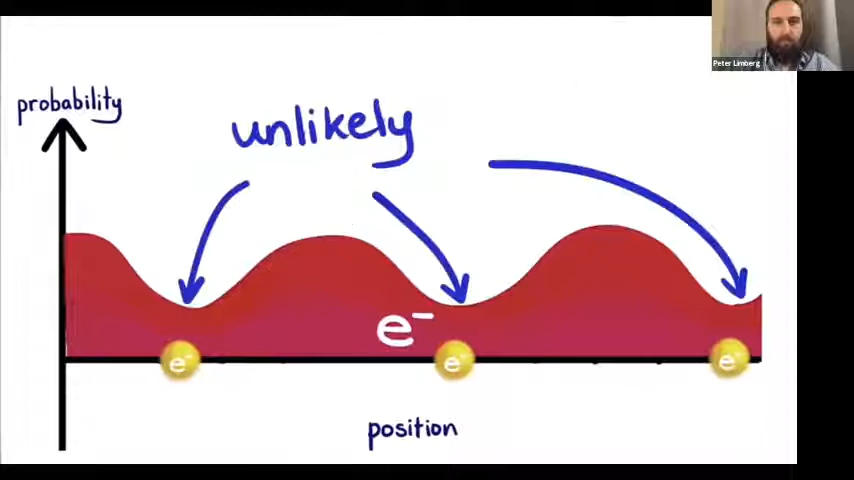 Peter Limberg
probability
unlikely
e⁻
e⁻
e⁻
e
position